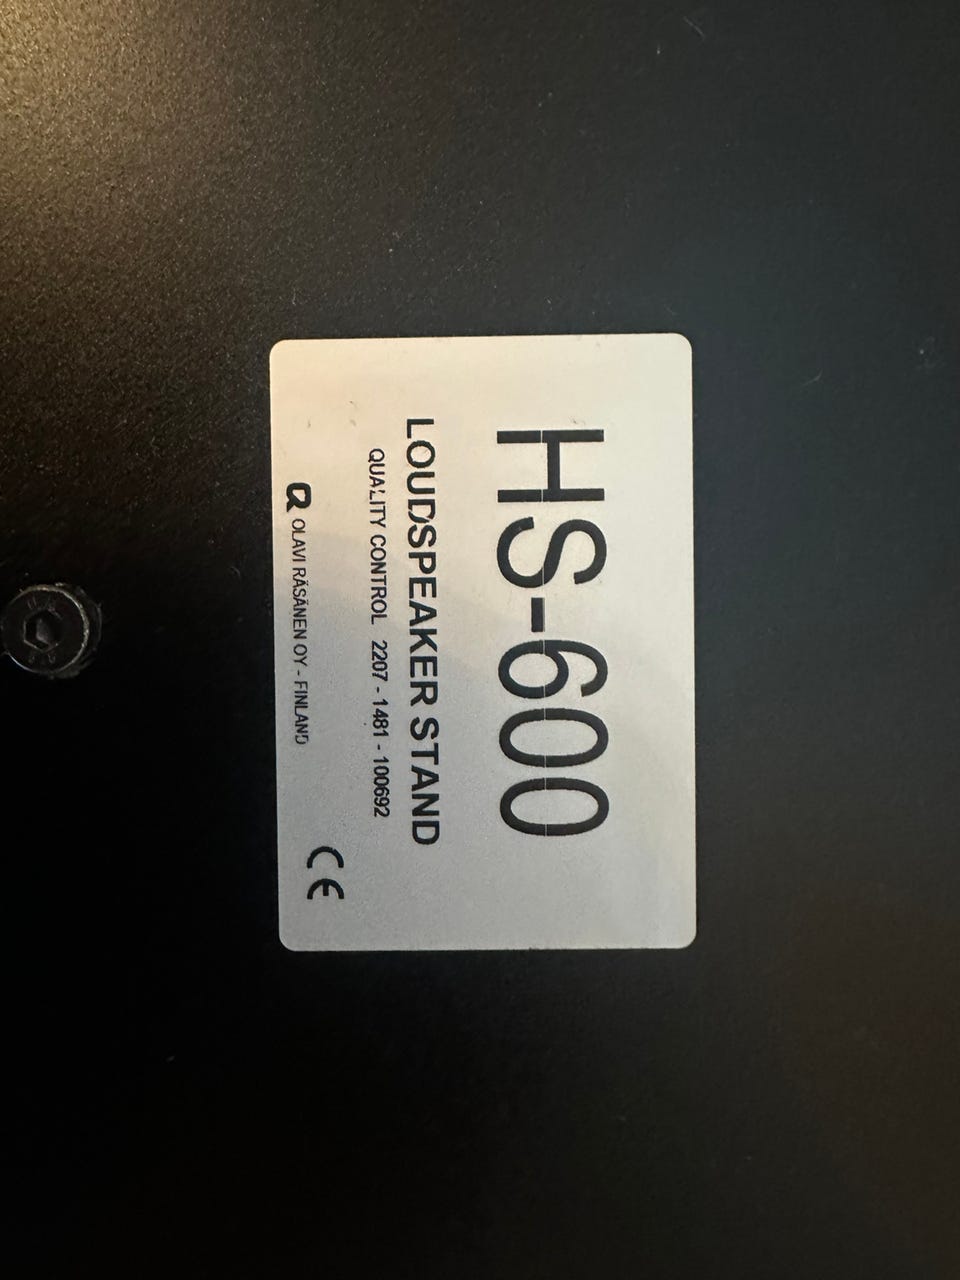 HS-600
LOUDSPEAKER STAND
QUALITY CONTROL 2207 - 1481 - 100692
OLAVI RÄSÄNEN OY - FINLAND
CE